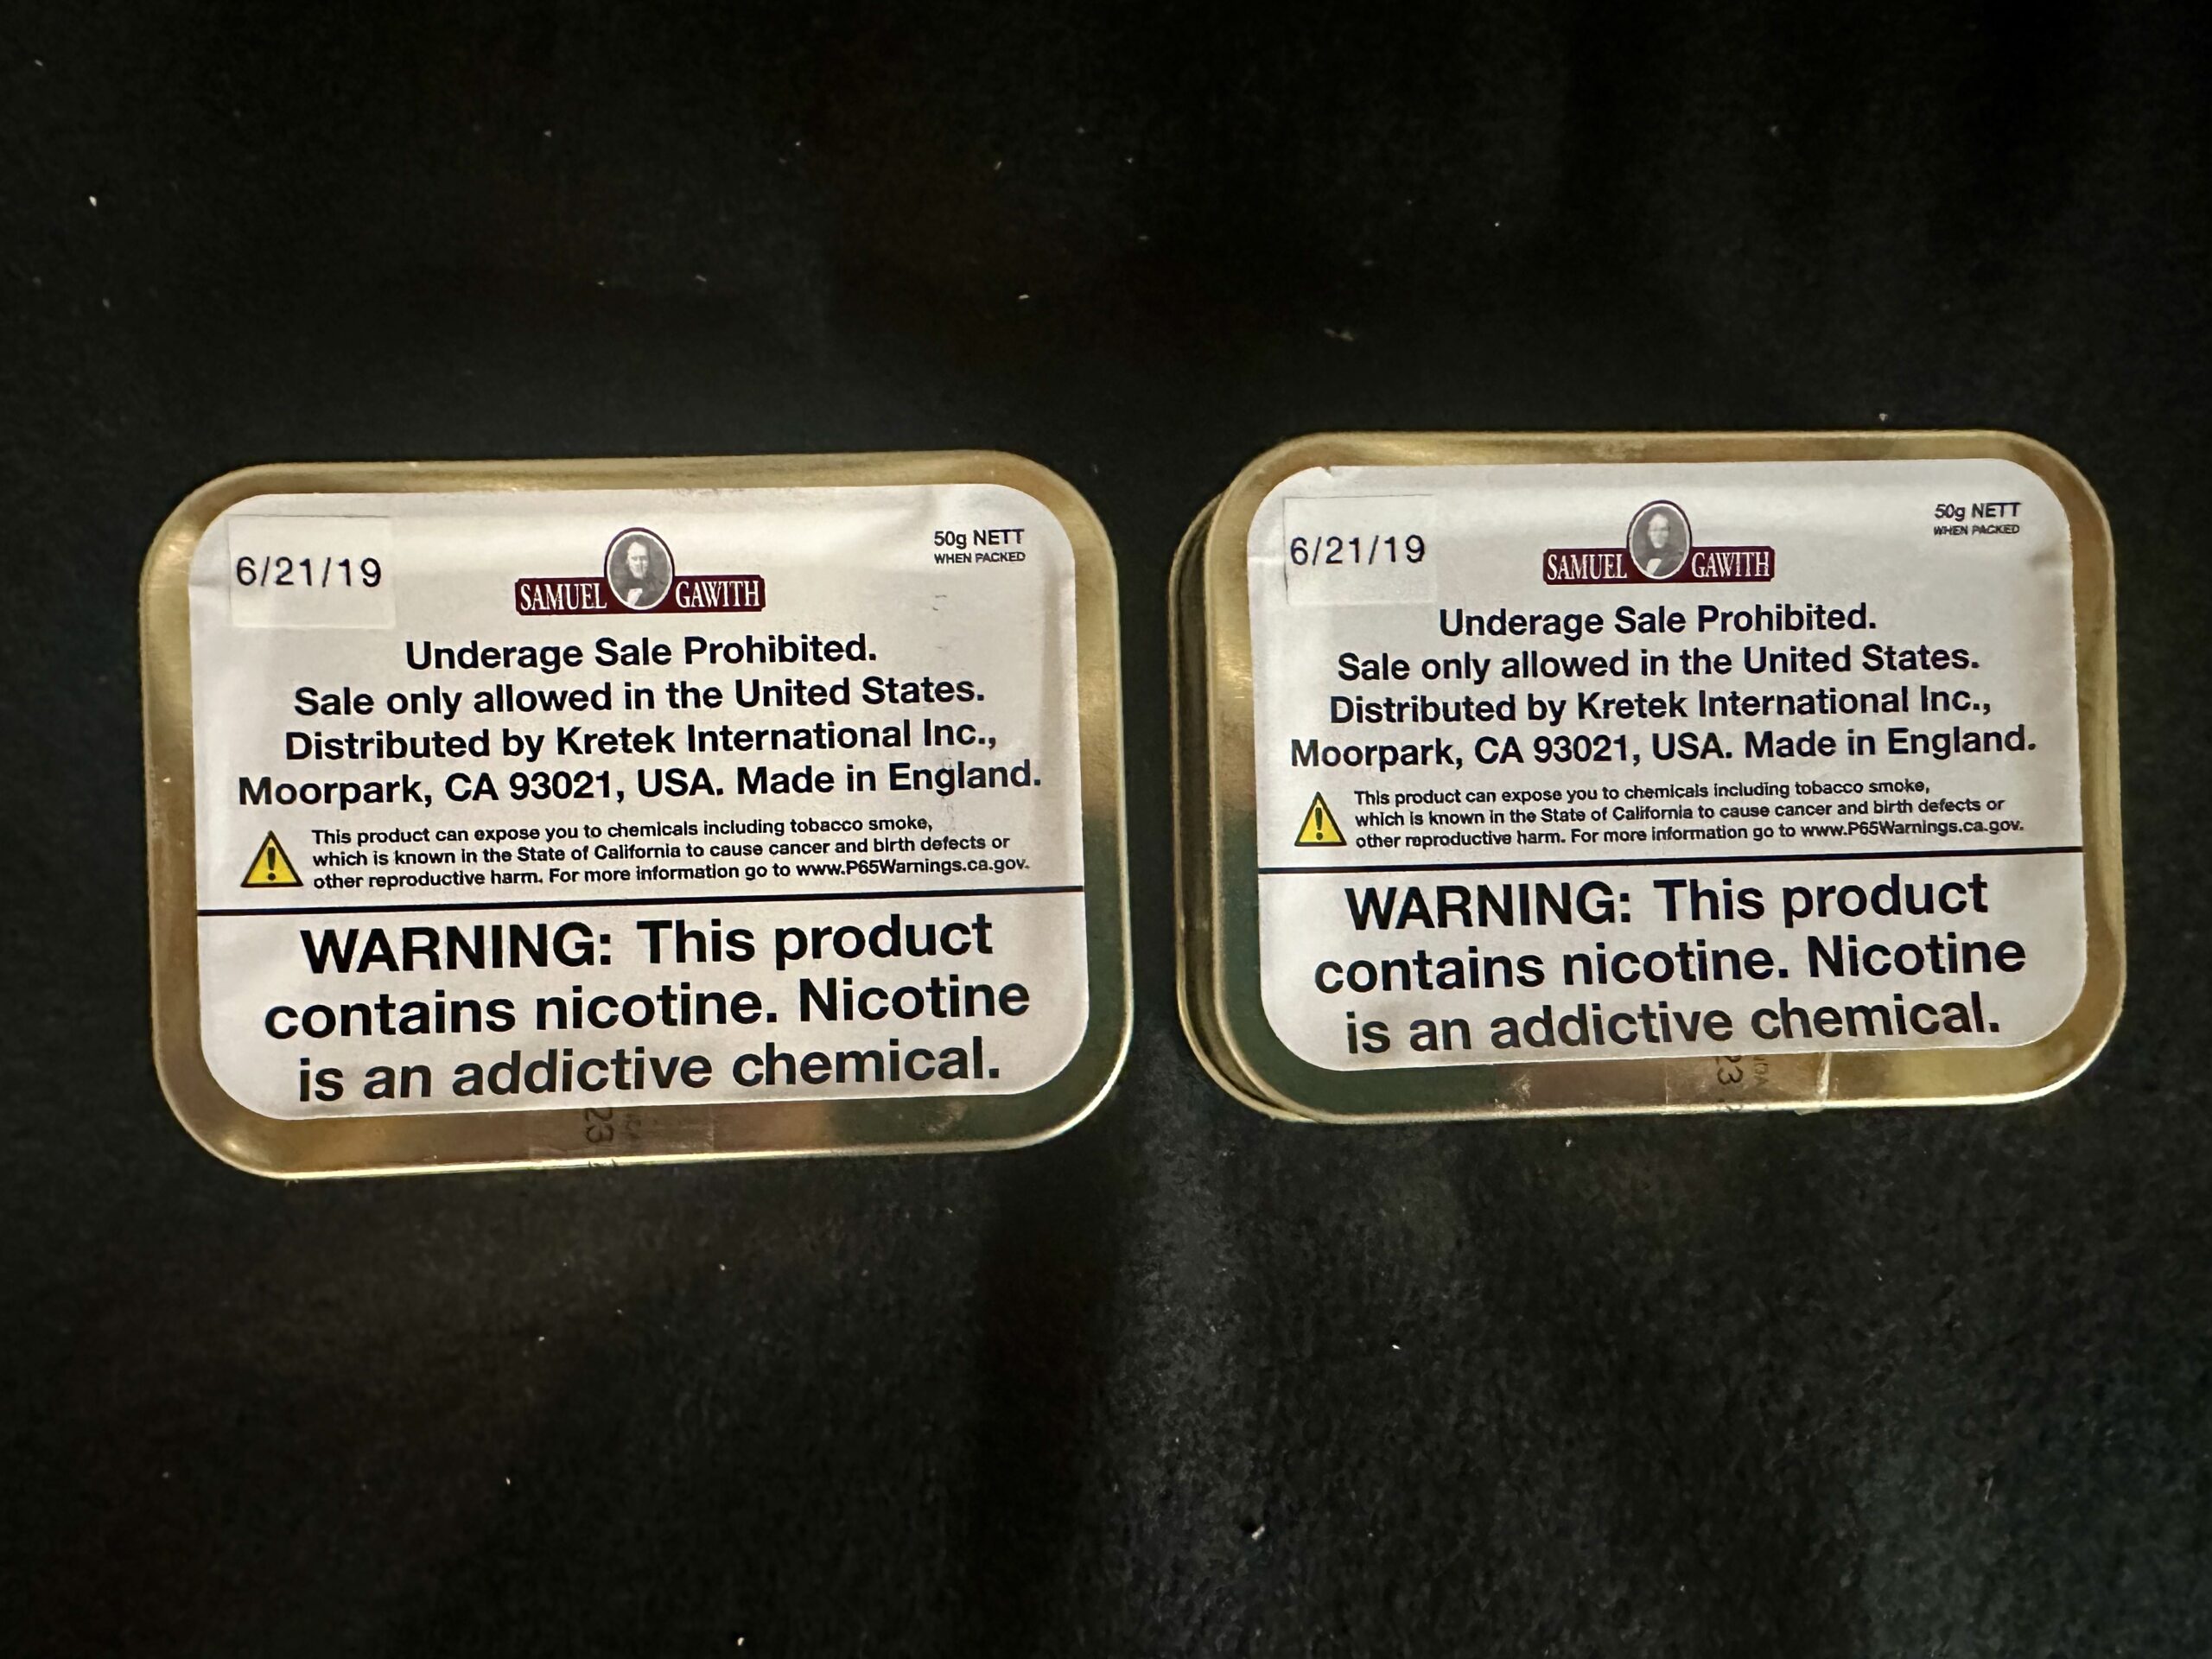 6/21/19
SAMUEL GAWITH
50g NETT
WHEN PACKED
Underage Sale Prohibited.
Sale only allowed in the United States.
Distributed by Kretek International Inc.,
Moorpark, CA 93021, USA. Made in England.
This product can expose you to chemicals including tobacco smoke,
which is known in the State of California to cause cancer and birth defects or
other reproductive harm. For more information go to www.P65Warnings.ca.gov.
WARNING: This product
contains nicotine. Nicotine
is an addictive chemical.
23
6/21/19
SAMUEL GAWITH
50g NETT
WHEN PACKED
Underage Sale Prohibited.
Sale only allowed in the United States.
Distributed by Kretek International Inc.,
Moorpark, CA 93021, USA. Made in England.
This product can expose you to chemicals including tobacco smoke,
which is known in the State of California to cause cancer and birth defects or
other reproductive harm. For more information go to www.P65Warnings.ca.gov.
WARNING: This product
contains nicotine. Nicotine
is an addictive chemical.
23